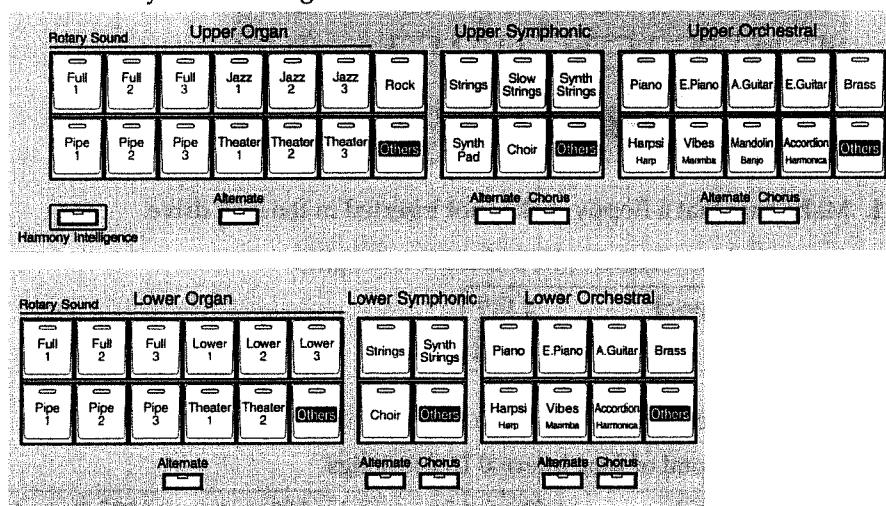 Rotary Sound Upper Organ Upper Symphonic Upper Orchestral
Full 1 Full 2 Full 3 Jazz 1 Jazz 2 Jazz 3 Rock Strings Slow Strings Synth Strings Piano E.Piano A.Guitar E.Guitar Brass
Pipe 1 Pipe 2 Pipe 3 Theater 1 Theater 2 Theater 3 Others Synth Pad Choir Others Harpsi Harp Vibes Marimba Mandolin Banjo Accordion Harmonica Others
Alternate Alternate Chorus Alternate Chorus
Harmony Intelligence
Rotary Sound Lower Organ Lower Symphonic Lower Orchestral
Full 1 Full 2 Full 3 Lower 1 Lower 2 Lower 3 Strings Synth Strings Piano E.Piano A.Guitar Brass
Pipe 1 Pipe 2 Pipe 3 Theater 1 Theater 2 Others Choir Others Harpsi Harp Vibes Marimba Accordion Harmonica Others
Alternate Alternate Chorus Alternate Chorus